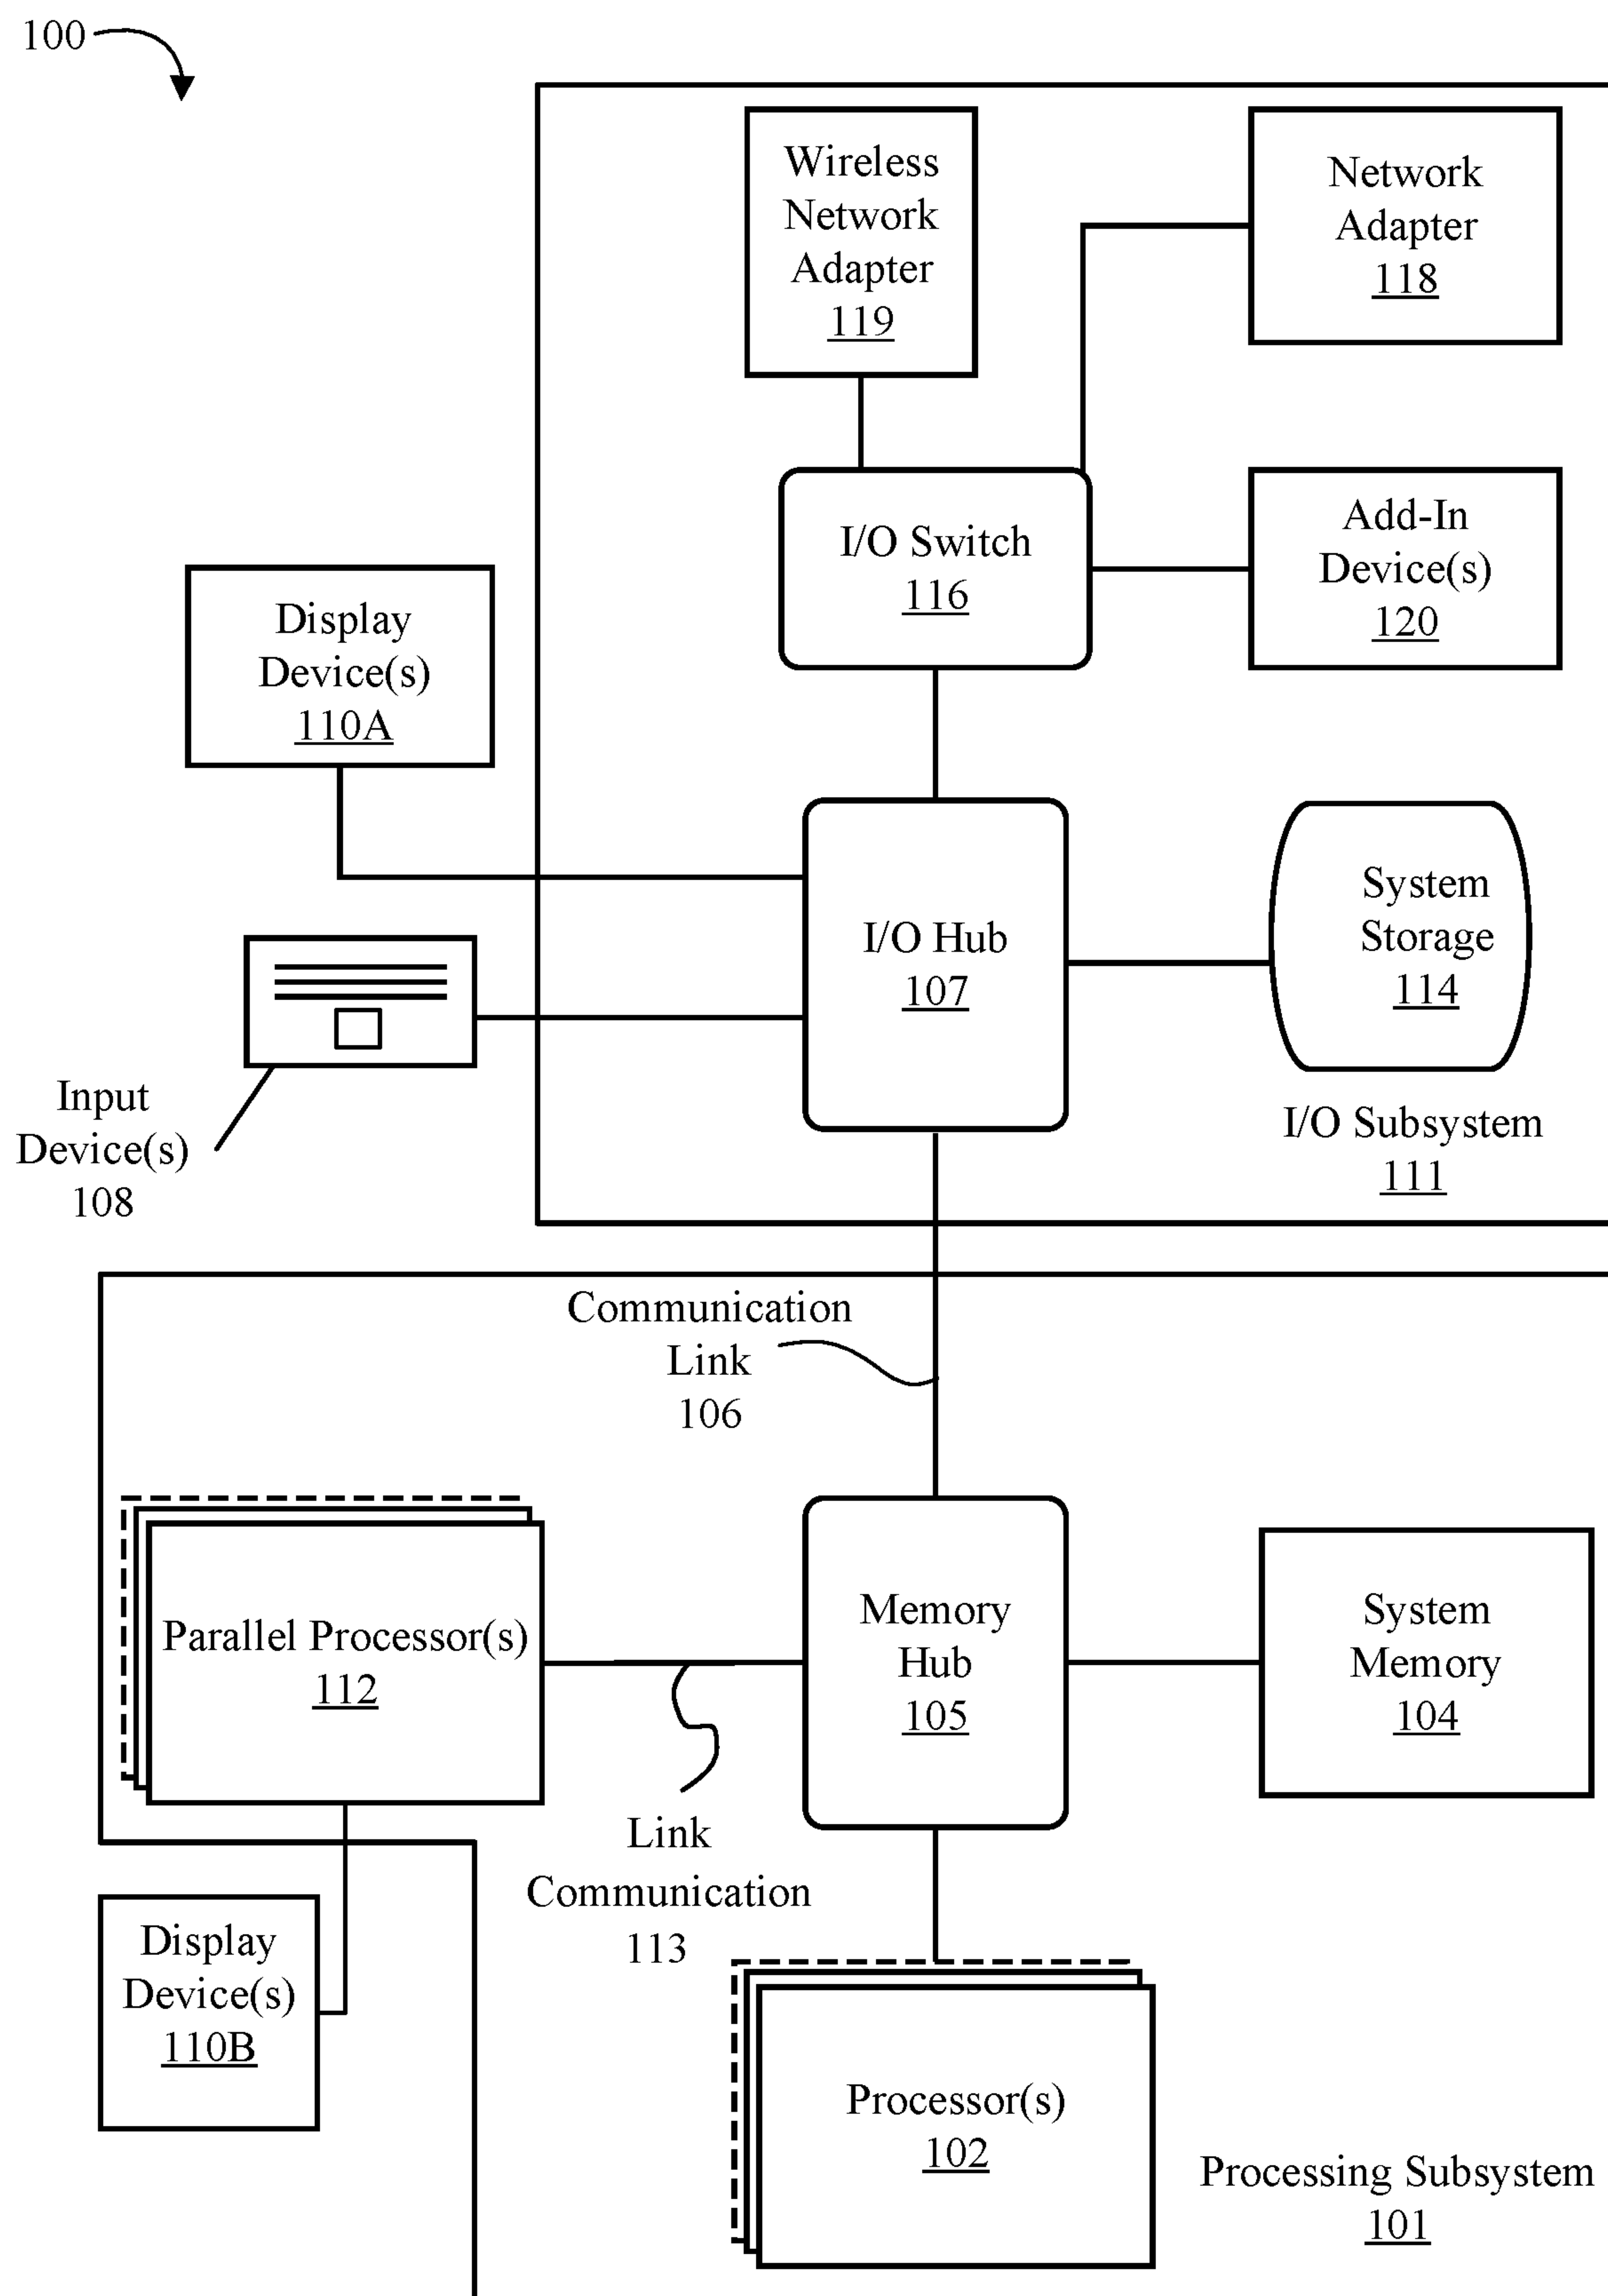 100
Wireless
Network
Adapter
119
Network
Adapter
118
I/O Switch
116
Add-In
Device(s)
120
Display
Device(s)
110A
I/O Hub
107
System
Storage
114
Input
Device(s)
108
I/O Subsystem
111
Communication
Link
106
Parallel Processor(s)
112
Memory
Hub
105
System
Memory
104
Link
Communication
113
Display
Device(s)
110B
Processor(s)
102
Processing Subsystem
101